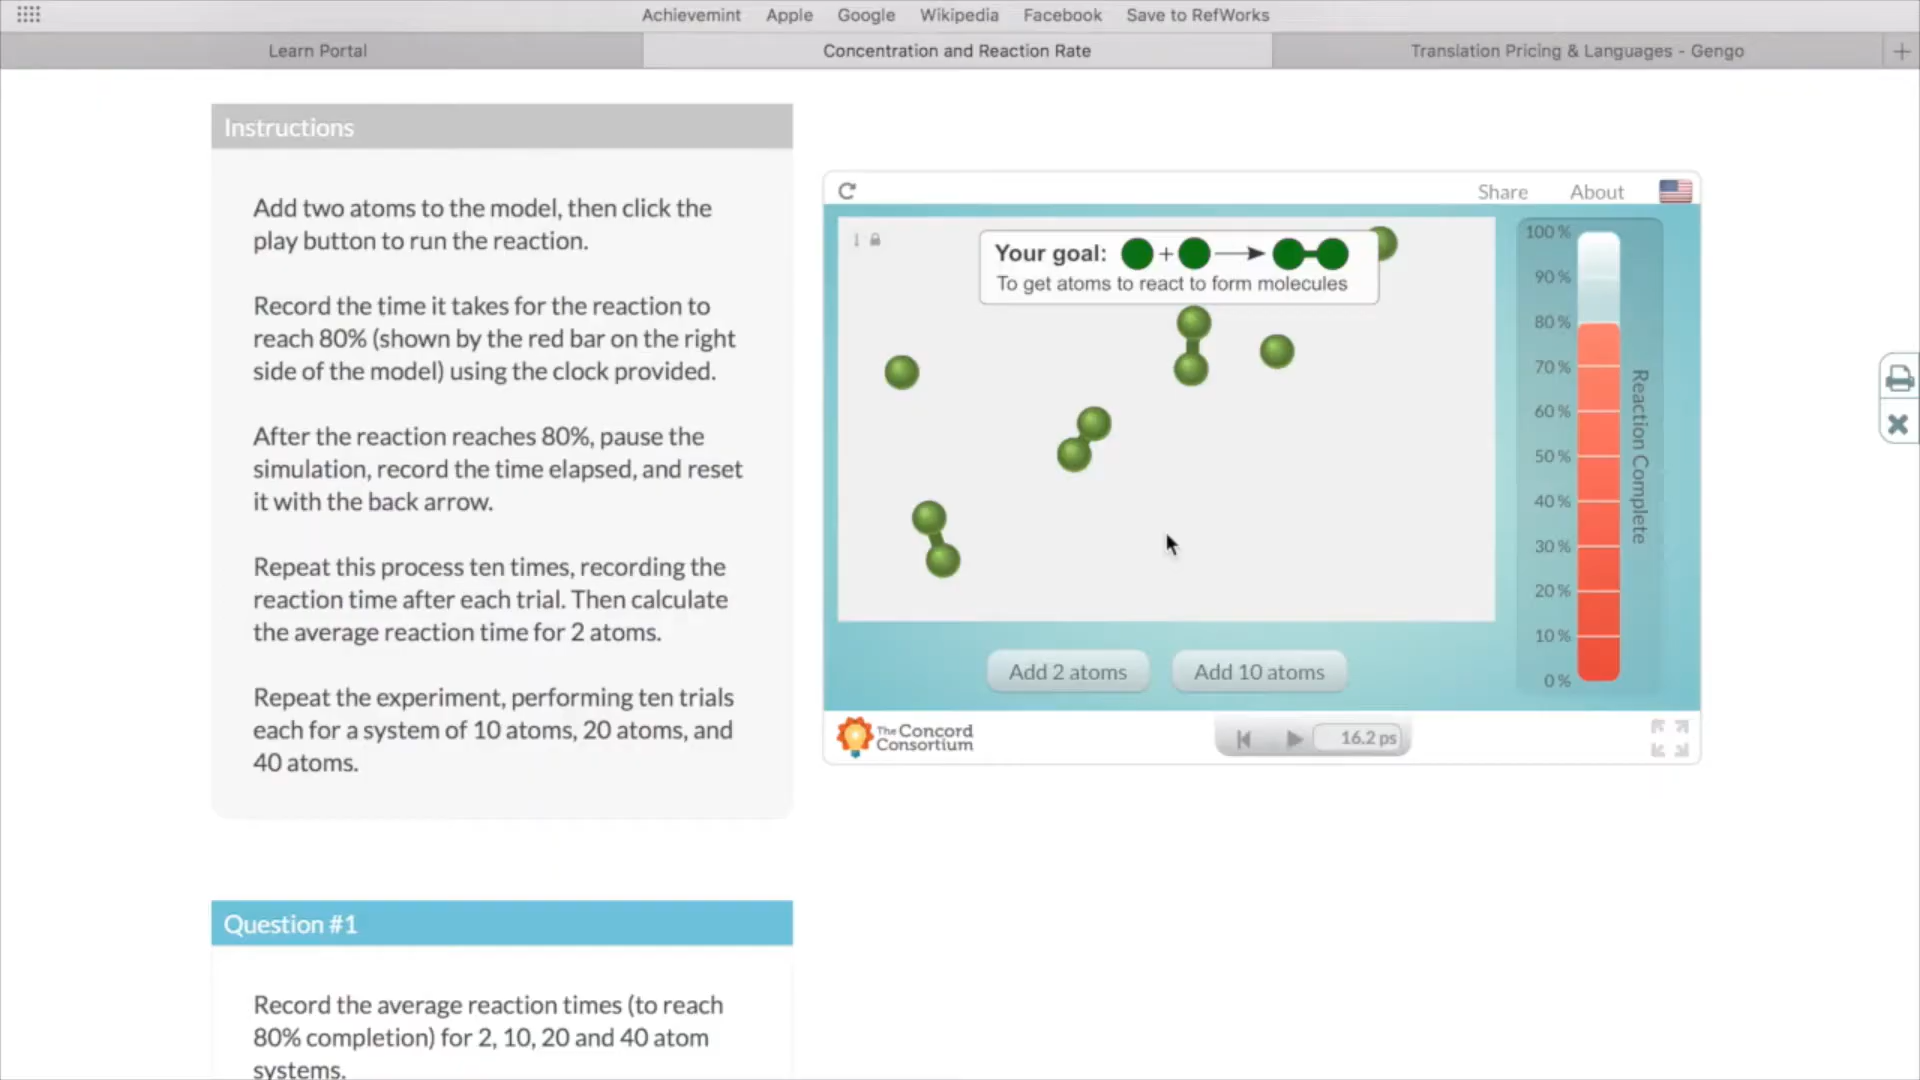 Achievemint Apple Google Wikipedia Facebook Save to RefWorks
Learn Portal
Concentration and Reaction Rate
Translation Pricing & Languages - Gengo
Instructions
Add two atoms to the model, then click the
play button to run the reaction.
Record the time it takes for the reaction to
reach 80% (shown by the red bar on the right
side of the model) using the clock provided.
After the reaction reaches 80%, pause the
simulation, record the time elapsed, and reset
it with the back arrow.
Repeat this process ten times, recording the
reaction time after each trial. Then calculate
the average reaction time for 2 atoms.
Repeat the experiment, performing ten trials
each for a system of 10 atoms, 20 atoms, and
40 atoms.
Question #1
Record the average reaction times (to reach
80% completion) for 2, 10, 20 and 40 atom
systems.
Share
About
Your goal: + 
To get atoms to react to form molecules
100 %
90 %
80 %
70 %
60 %
50 %
40 %
30 %
20 %
10 %
0 %
Reaction Complete
Add 2 atoms
Add 10 atoms
The Concord
Consortium
16.2 ps